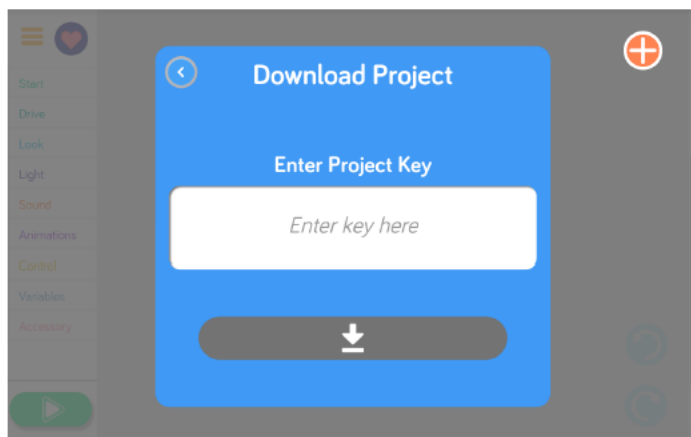 Download Project
Enter Project Key
Enter key here
Start
Drive
Look
Light
Sound
Animations
Control
Variables
Accessory